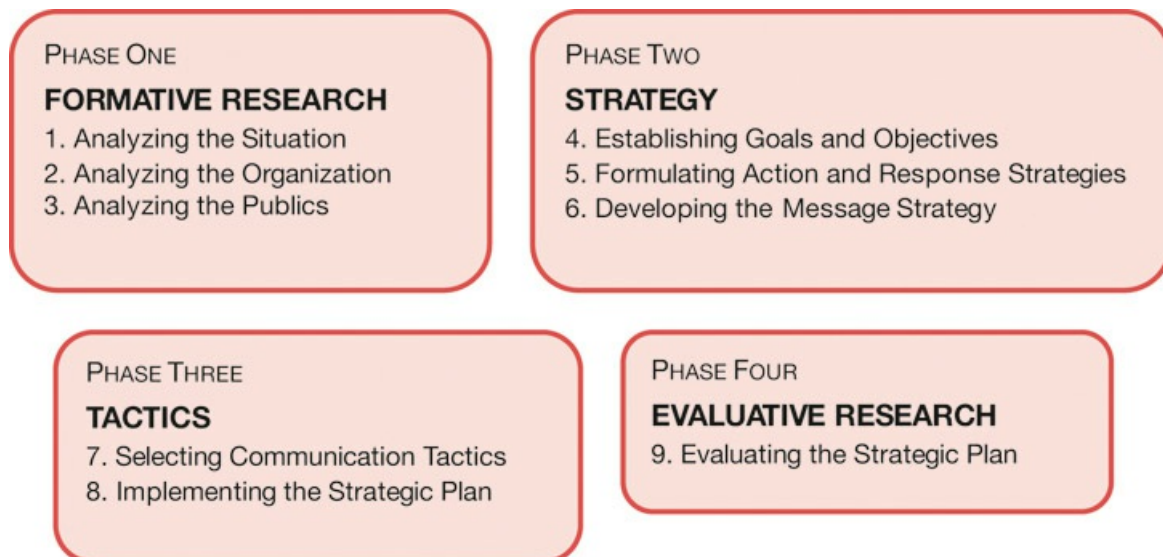 PHASE ONE
FORMATIVE RESEARCH
1. Analyzing the Situation
2. Analyzing the Organization
3. Analyzing the Publics
PHASE TWO
STRATEGY
4. Establishing Goals and Objectives
5. Formulating Action and Response Strategies
6. Developing the Message Strategy
PHASE THREE
TACTICS
7. Selecting Communication Tactics
8. Implementing the Strategic Plan
PHASE FOUR
EVALUATIVE RESEARCH
9. Evaluating the Strategic Plan